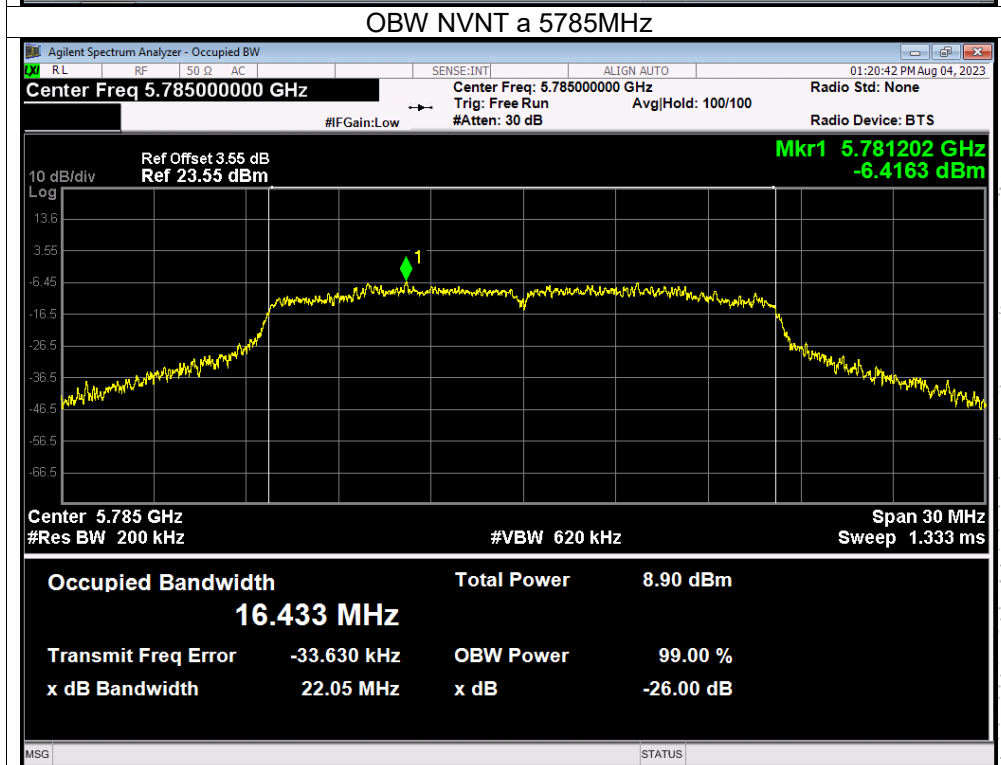 OBW NVNT a 5785MHz
Agilent Spectrum Analyzer - Occupied BW
LXI RL RF 50 Ω AC SENSE:INT ALIGN AUTO 01:20:42 PM Aug 04, 2023
Center Freq 5.785000000 GHz Center Freq: 5.785000000 GHz Radio Std: None
Trig: Free Run Avg|Hold: 100/100
#IFGain:Low #Atten: 30 dB Radio Device: BTS
Mkr1 5.781202 GHz
-6.4163 dBm
Ref Offset 3.55 dB
10 dB/div Ref 23.55 dBm
Log
13.6
3.55
1
-6.45
-16.5
-26.5
-36.5
-46.5
-56.5
-66.5
Center 5.785 GHz Span 30 MHz
#Res BW 200 kHz #VBW 620 kHz Sweep 1.333 ms
Occupied Bandwidth Total Power 8.90 dBm
16.433 MHz
Transmit Freq Error -33.630 kHz OBW Power 99.00 %
x dB Bandwidth 22.05 MHz x dB -26.00 dB
MSG STATUS